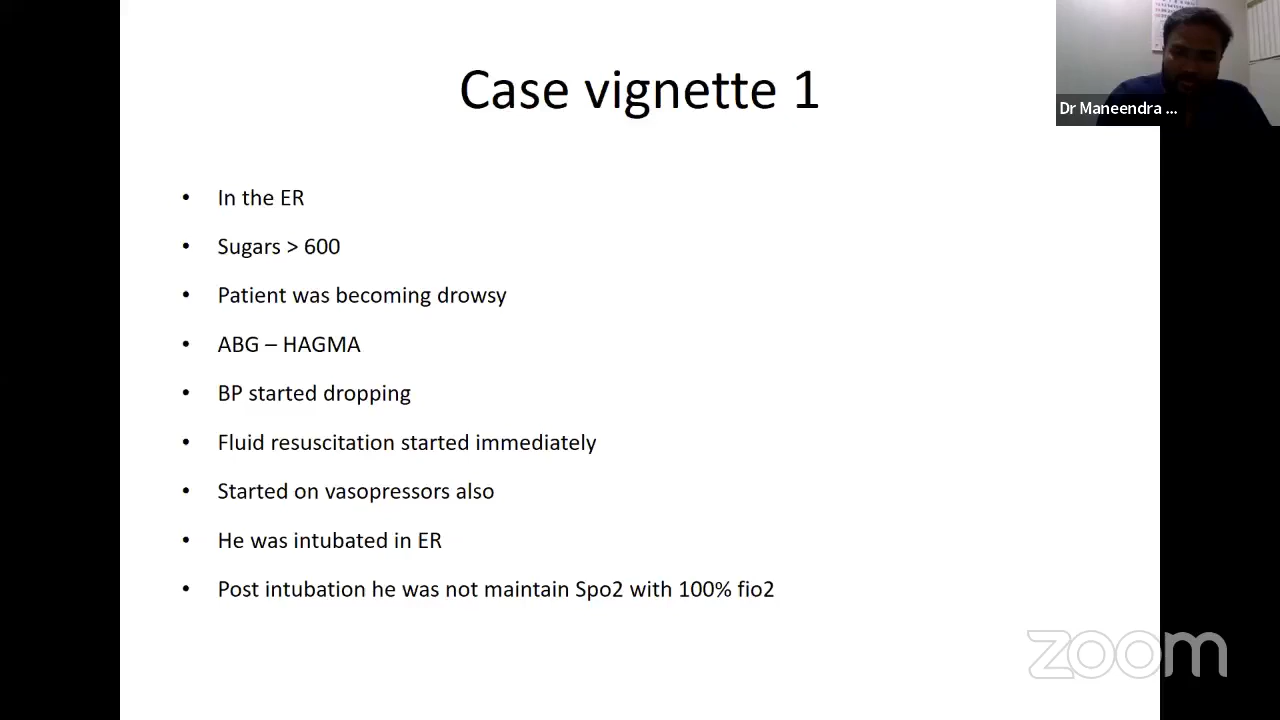 Case vignette 1
Dr Maneendra ...
• In the ER
• Sugars > 600
• Patient was becoming drowsy
• ABG – HAGMA
• BP started dropping
• Fluid resuscitation started immediately
• Started on vasopressors also
• He was intubated in ER
• Post intubation he was not maintain Spo2 with 100% fio2
zoom